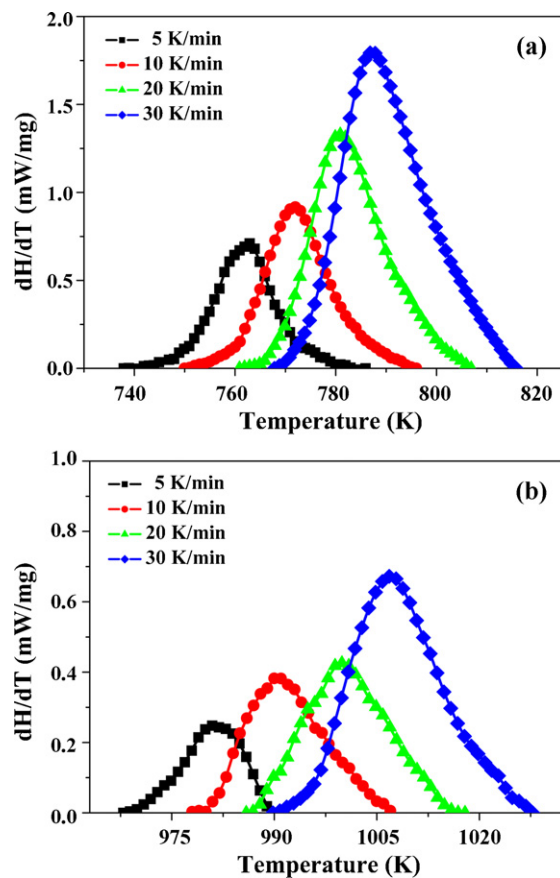 2.0
(a)
5 K/min
10 K/min
20 K/min
30 K/min
1.5
1.0
0.5
0.0
dH/dT (mW/mg)
740 760 780 800 820
Temperature (K)
1.0
(b)
5 K/min
10 K/min
20 K/min
30 K/min
0.8
0.6
0.4
0.2
0.0
dH/dT (mW/mg)
975 990 1005 1020
Temperature (K)